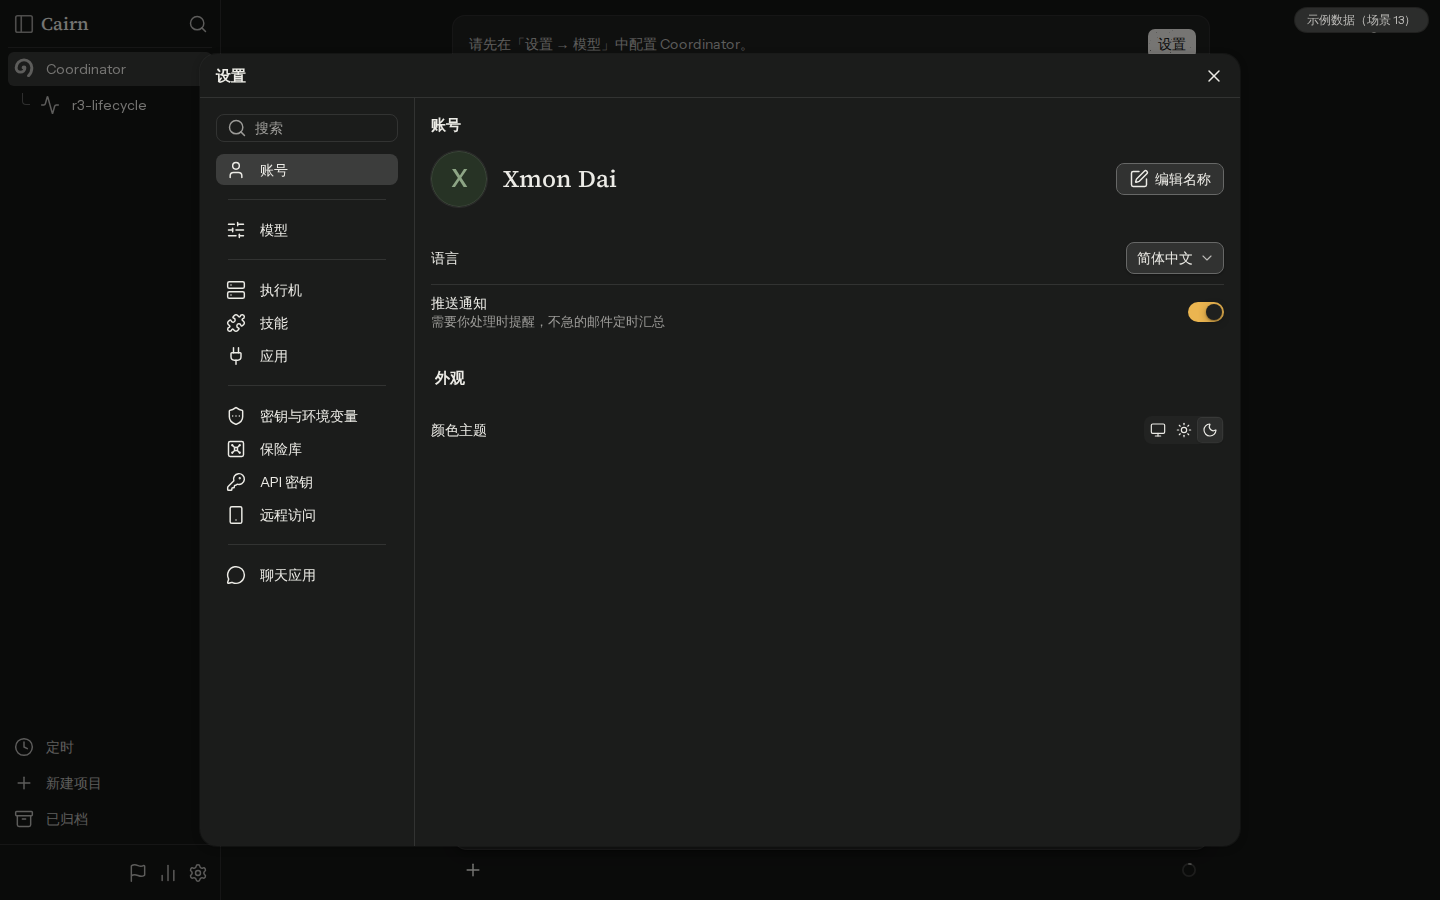 Cairn
Coordinator
r3-lifecycle
定时
新建项目
已归档
请先在「设置 → 模型」中配置 Coordinator。
设置
示例数据（场景 13）
设置
搜索
账号
模型
执行机
技能
应用
密钥与环境变量
保险库
API 密钥
远程访问
聊天应用
账号
X
Xmon Dai
编辑名称
语言
简体中文
推送通知
需要你处理时提醒，不急的邮件定时汇总
外观
颜色主题